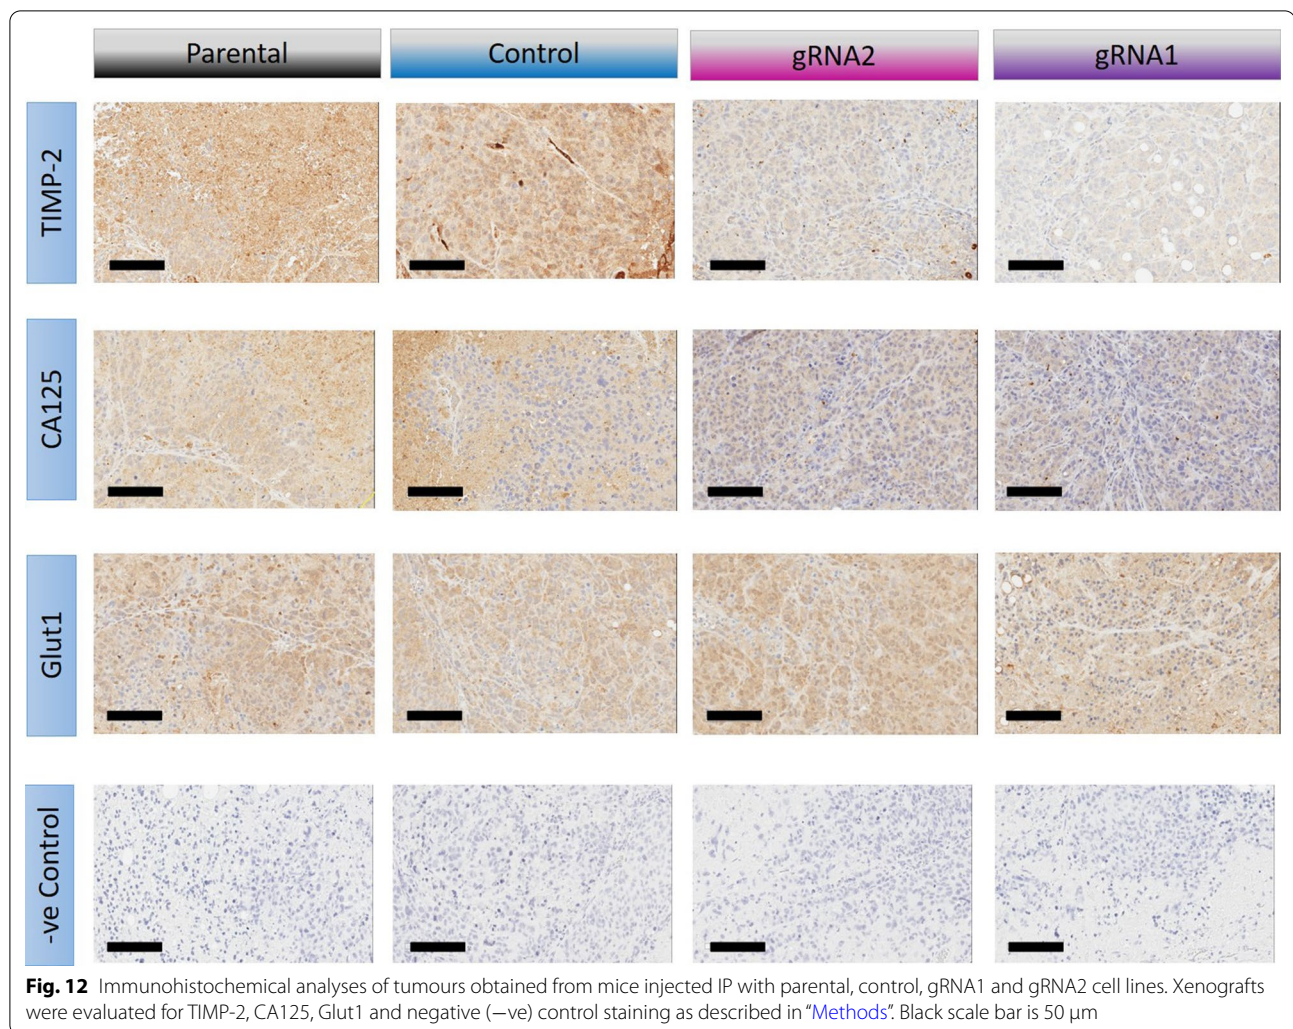 Parental Control gRNA2 gRNA1
TIMP-2
CA125
Glut1
-ve Control
Fig. 12 Immunohistochemical analyses of tumours obtained from mice injected IP with parental, control, gRNA1 and gRNA2 cell lines. Xenografts
were evaluated for TIMP-2, CA125, Glut1 and negative (−ve) control staining as described in “Methods”. Black scale bar is 50 µm